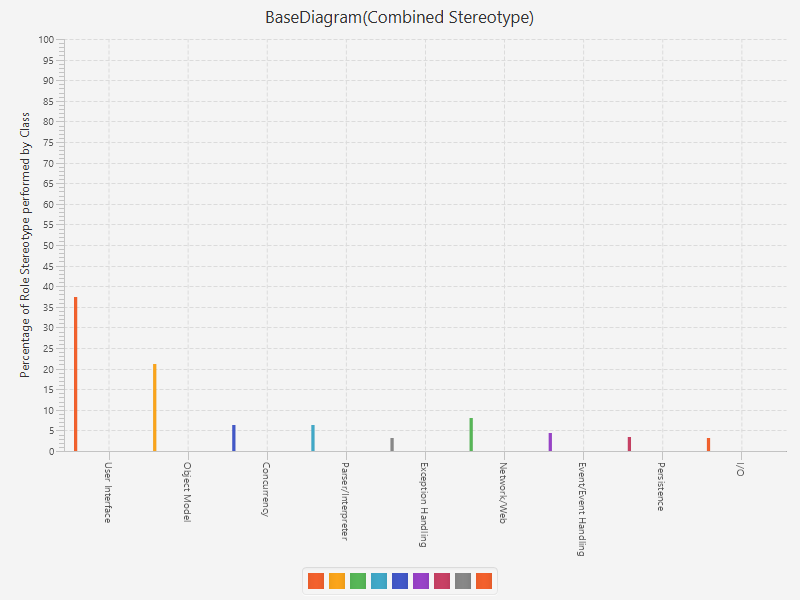 BaseDiagram(Combined Stereotype)
Percentage of Role Stereotype performed by Class
100
95
90
85
80
75
70
65
60
55
50
45
40
35
30
25
20
15
10
5
0
User Interface
Object Model
Concurrency
Parser/Interpreter
Exception Handling
Network/Web
Event/Event Handling
Persistence
I/O